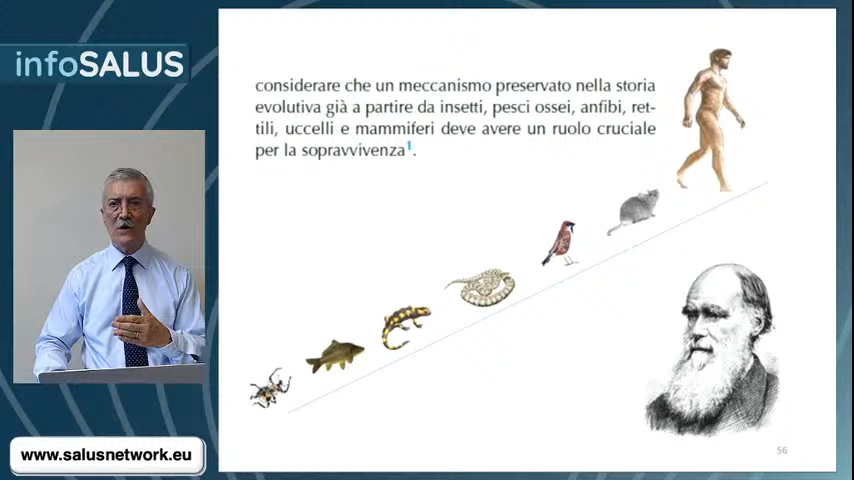 infoSALUS
considerare che un meccanismo preservato nella storia
evolutiva già a partire da insetti, pesci ossei, anfibi, ret-
tili, uccelli e mammiferi deve avere un ruolo cruciale
per la sopravvivenza¹.
www.salusnetwork.eu
56